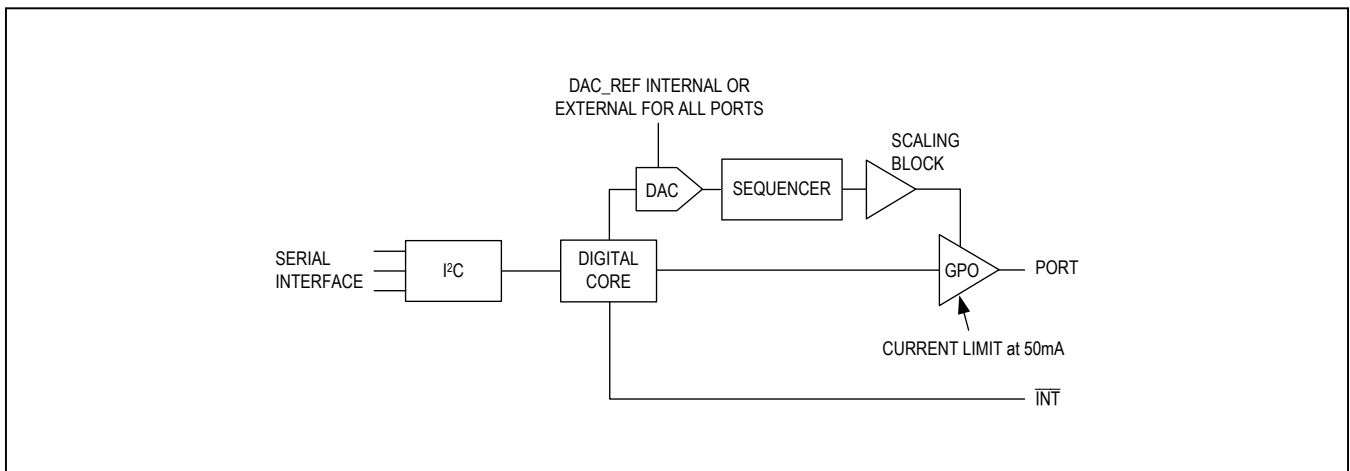 DAC_REF INTERNAL OR
EXTERNAL FOR ALL PORTS
SCALING
BLOCK
DAC
SEQUENCER
SERIAL
INTERFACE
I²C
DIGITAL
CORE
GPO
PORT
CURRENT LIMIT at 50mA
I̅N̅T̅